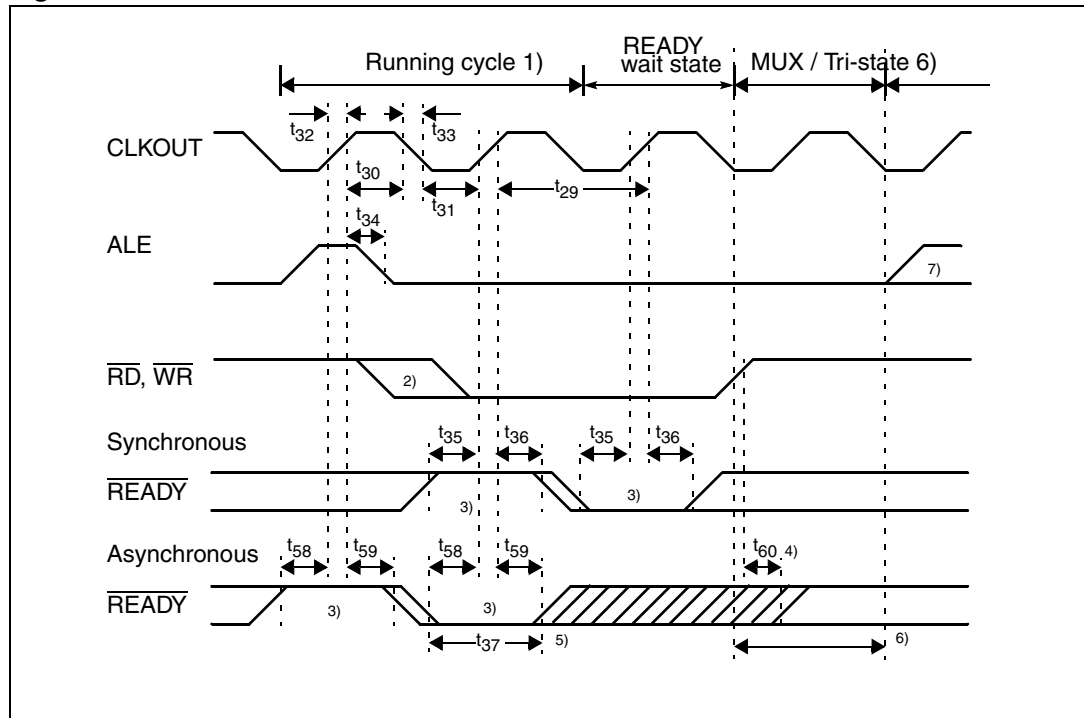 READY
Running cycle 1) wait state MUX / Tri-state 6)
t32 t33
CLKOUT
t30 t31 t29
t34
ALE
7)
RD, WR 2)
Synchronous t35 t36 t35 t36
READY 3) 3)
Asynchronous t58 t59 t58 t59 t60 4)
READY 3) 3)
t37 5) 6)